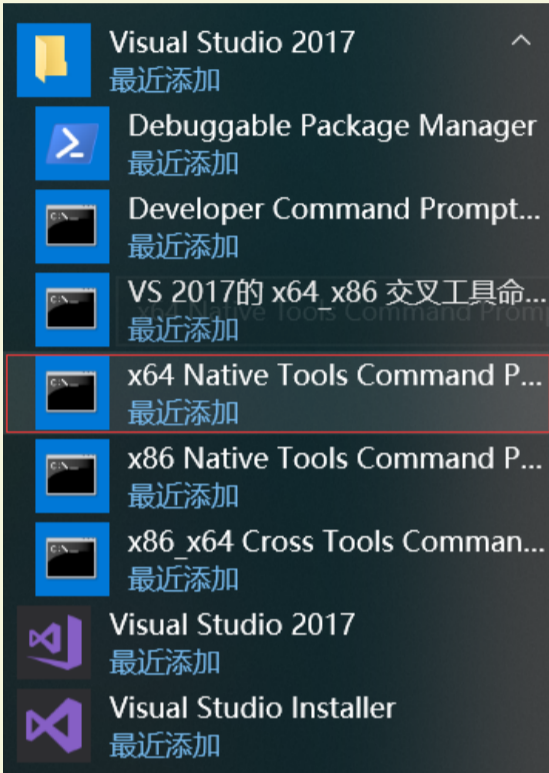 Visual Studio 2017
最近添加
Debuggable Package Manager
最近添加
Developer Command Prompt...
最近添加
VS 2017的 x64_x86 交叉工具命...
最近添加
x64 Native Tools Command P...
最近添加
x86 Native Tools Command P...
最近添加
x86_x64 Cross Tools Comman...
最近添加
Visual Studio 2017
最近添加
Visual Studio Installer
最近添加